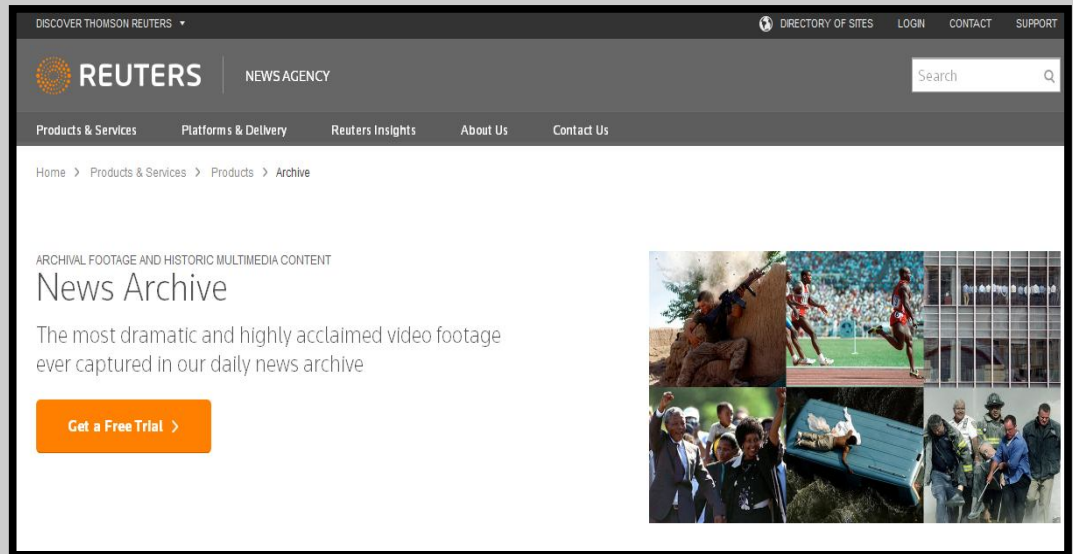 DISCOVER THOMSON REUTERS
DIRECTORY OF SITES LOGIN CONTACT SUPPORT
REUTERS NEWS AGENCY
Search
Products & Services Platforms & Delivery Reuters Insights About Us Contact Us
Home > Products & Services > Products > Archive
ARCHIVAL FOOTAGE AND HISTORIC MULTIMEDIA CONTENT
News Archive
The most dramatic and highly acclaimed video footage
ever captured in our daily news archive
Get a Free Trial >